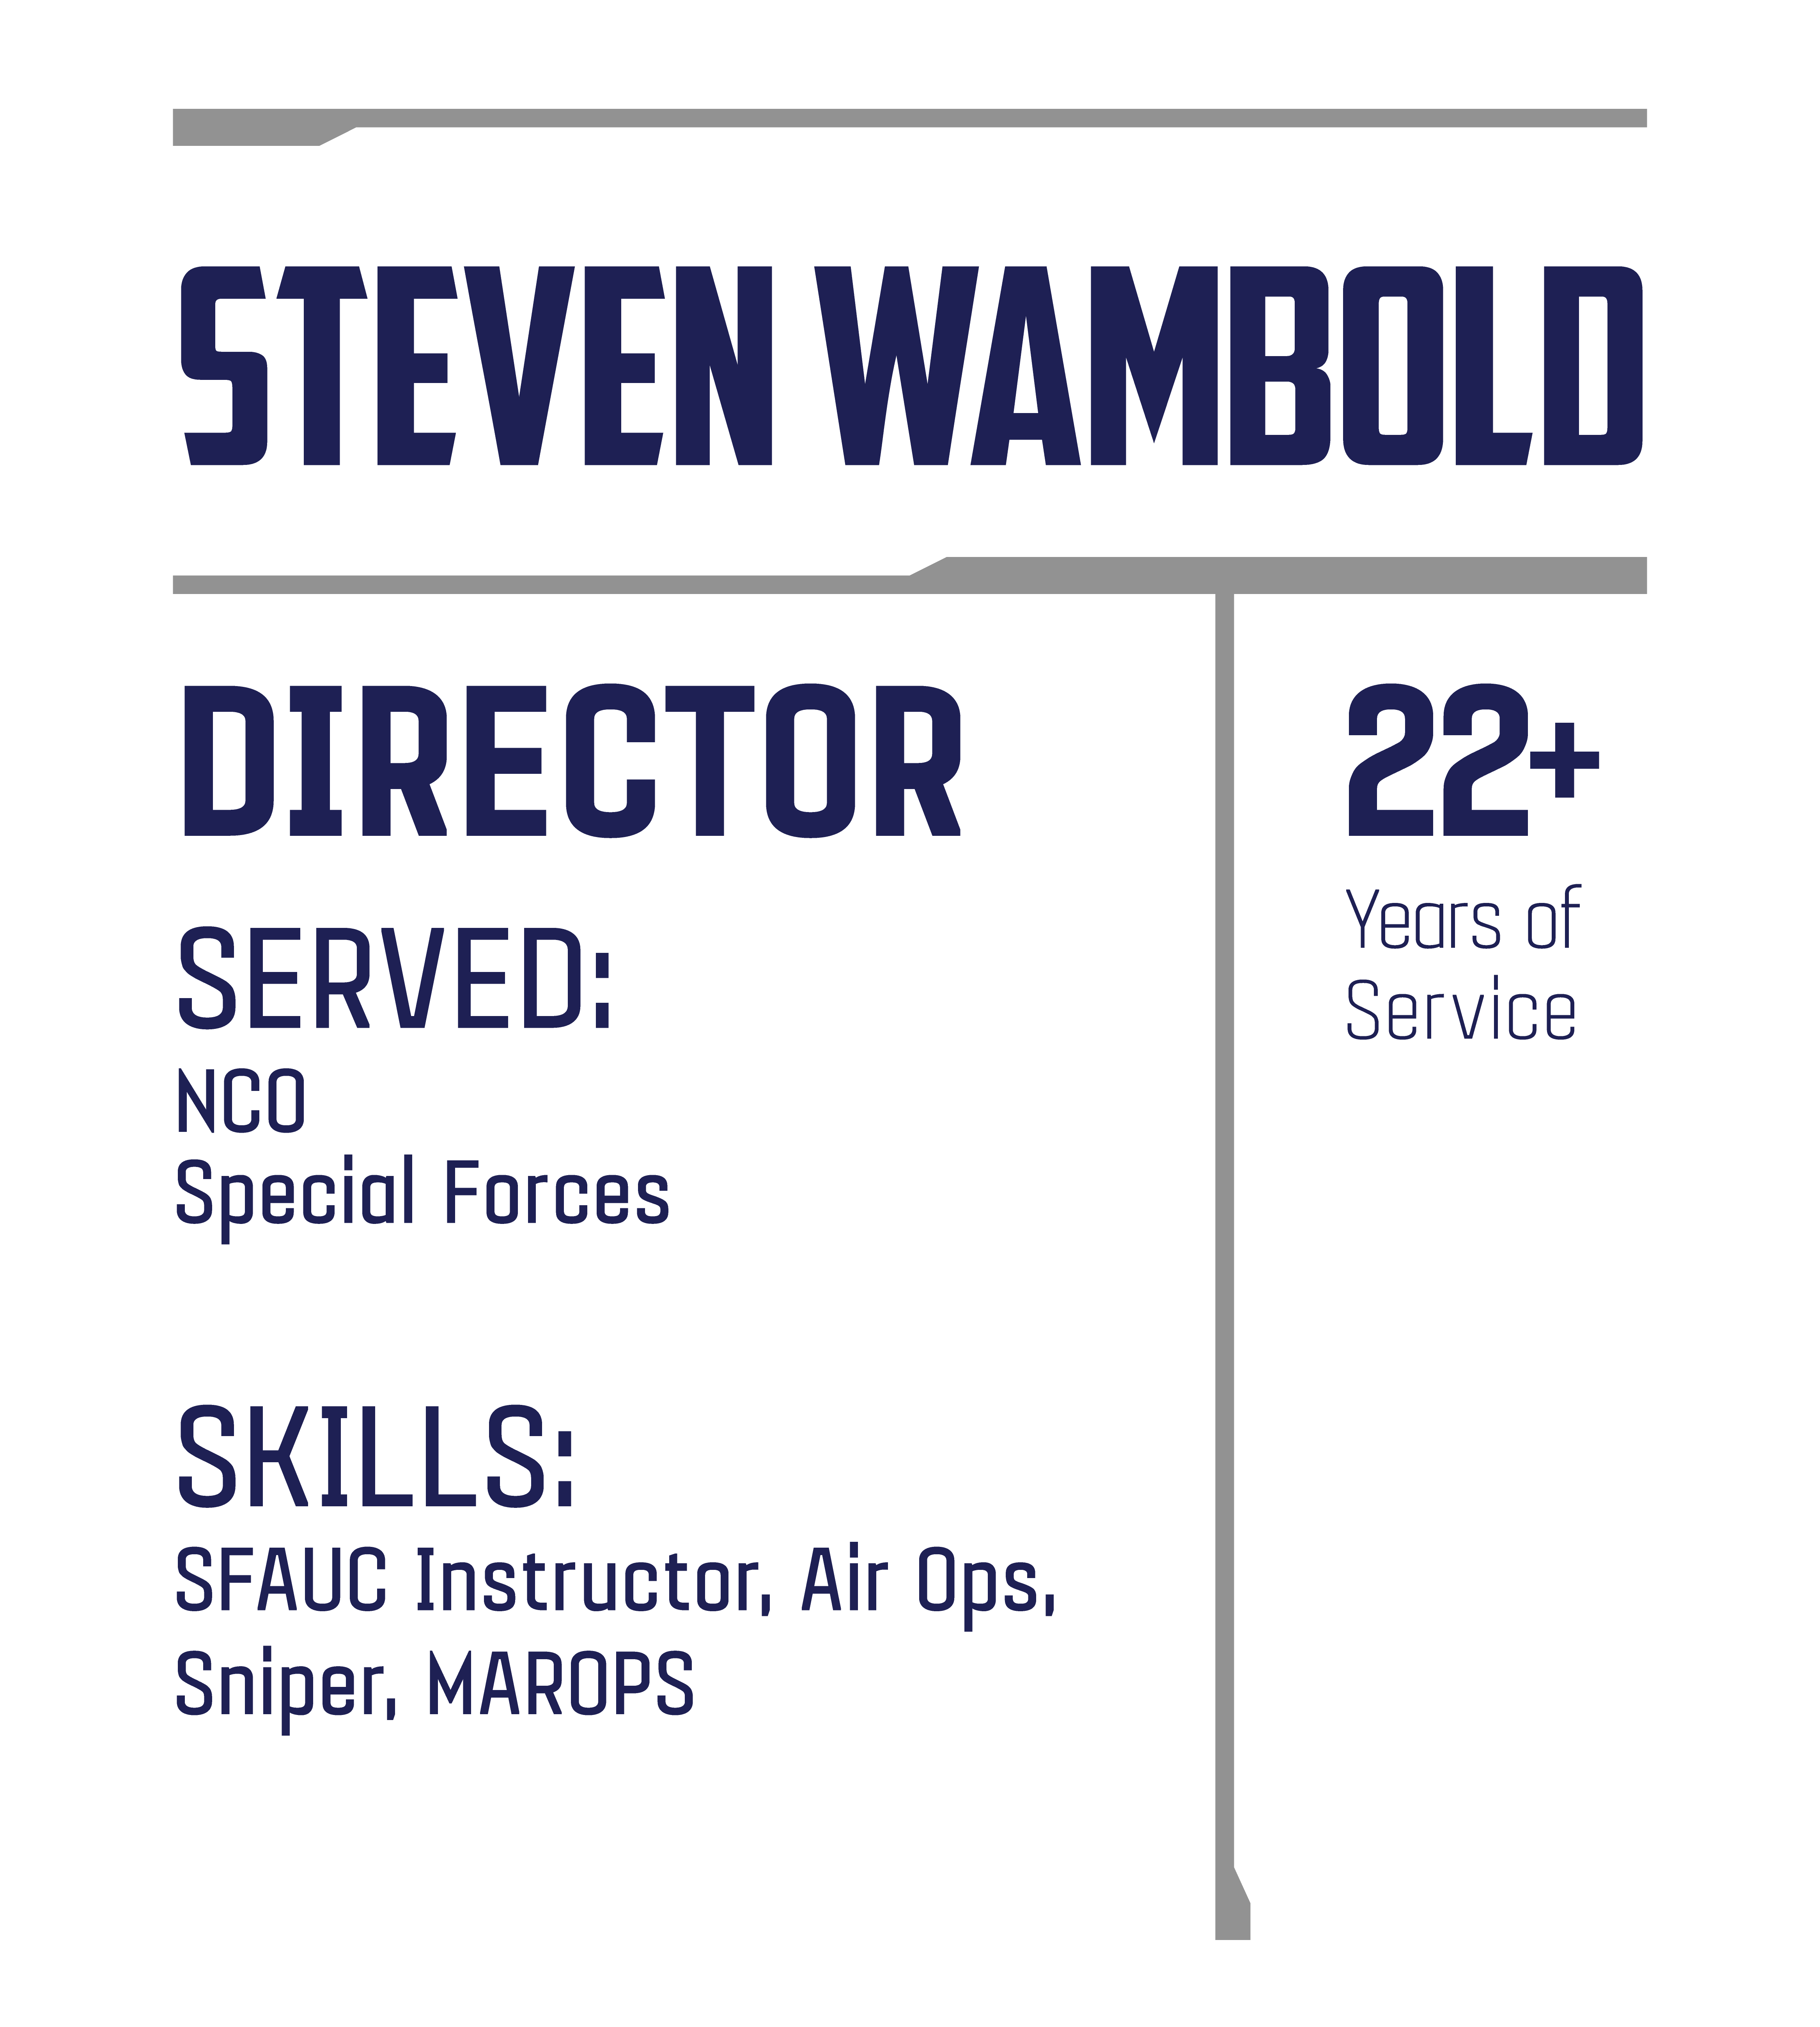 STEVEN WAMBOLD
DIRECTOR
SERVED:
NCO
Special Forces
SKILLS:
SFAUC Instructor, Air Ops,
Sniper, MAROPS
22+
Years of
Service